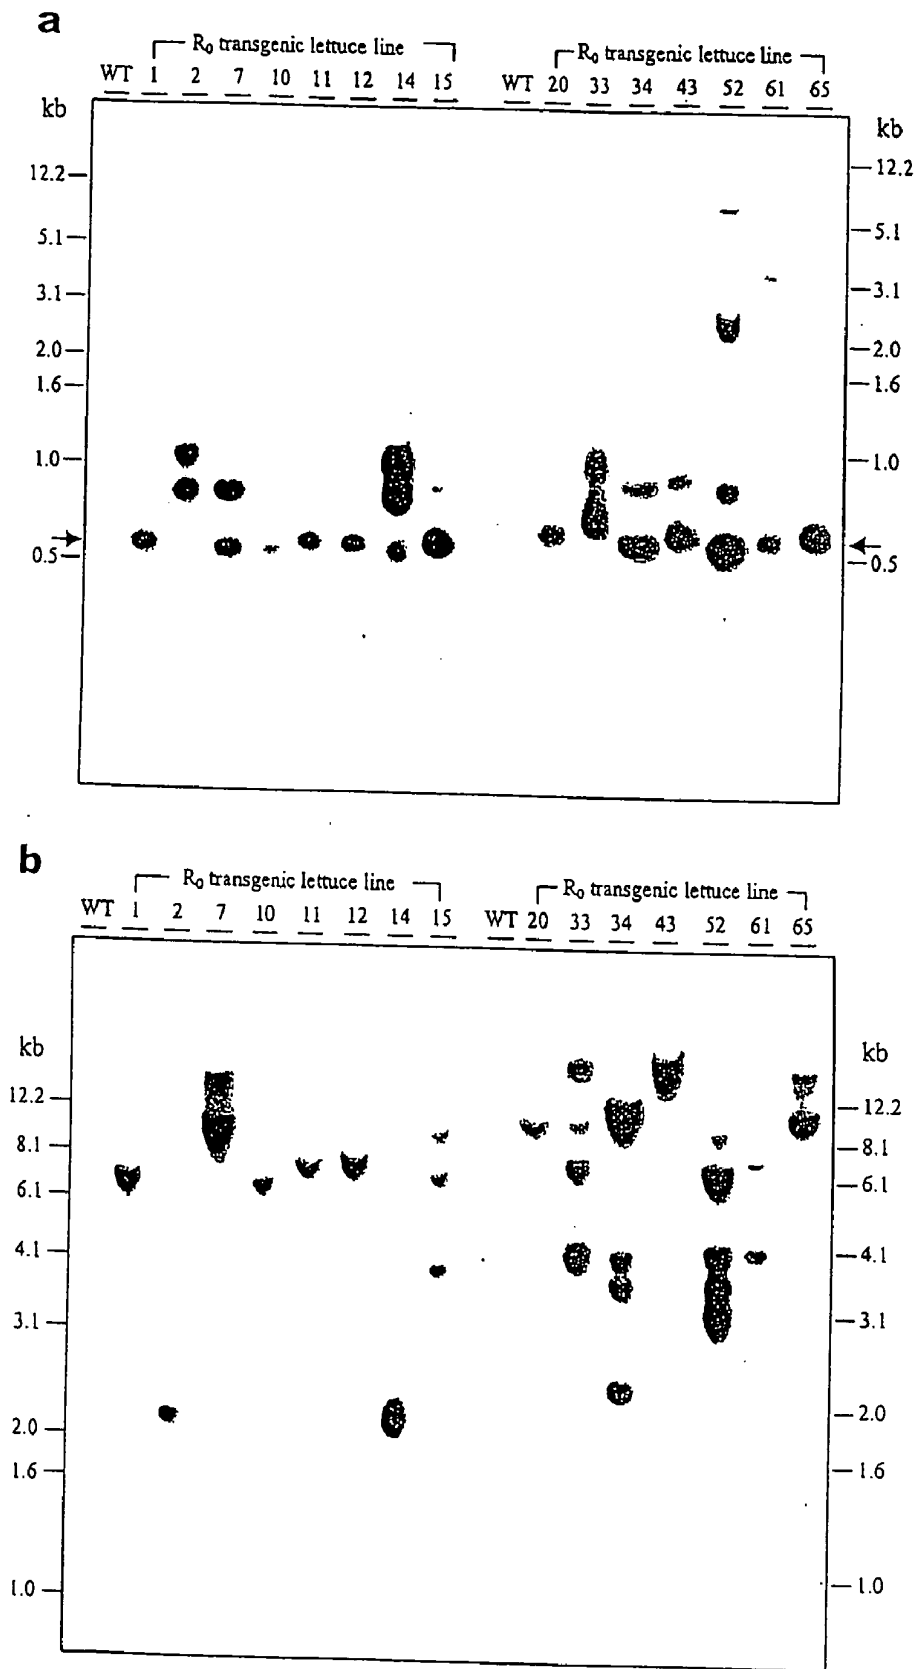 a
R₀ transgenic lettuce line R₀ transgenic lettuce line
WT 1 2 7 10 11 12 14 15 WT 20 33 34 43 52 61 65
kb kb
12.2 12.2
5.1 5.1
3.1 3.1
2.0 2.0
1.6 1.6
1.0 1.0
0.5 0.5
b
R₀ transgenic lettuce line R₀ transgenic lettuce line
WT 1 2 7 10 11 12 14 15 WT 20 33 34 43 52 61 65
kb kb
12.2 12.2
8.1 8.1
6.1 6.1
4.1 4.1
3.1 3.1
2.0 2.0
1.6 1.6
1.0 1.0